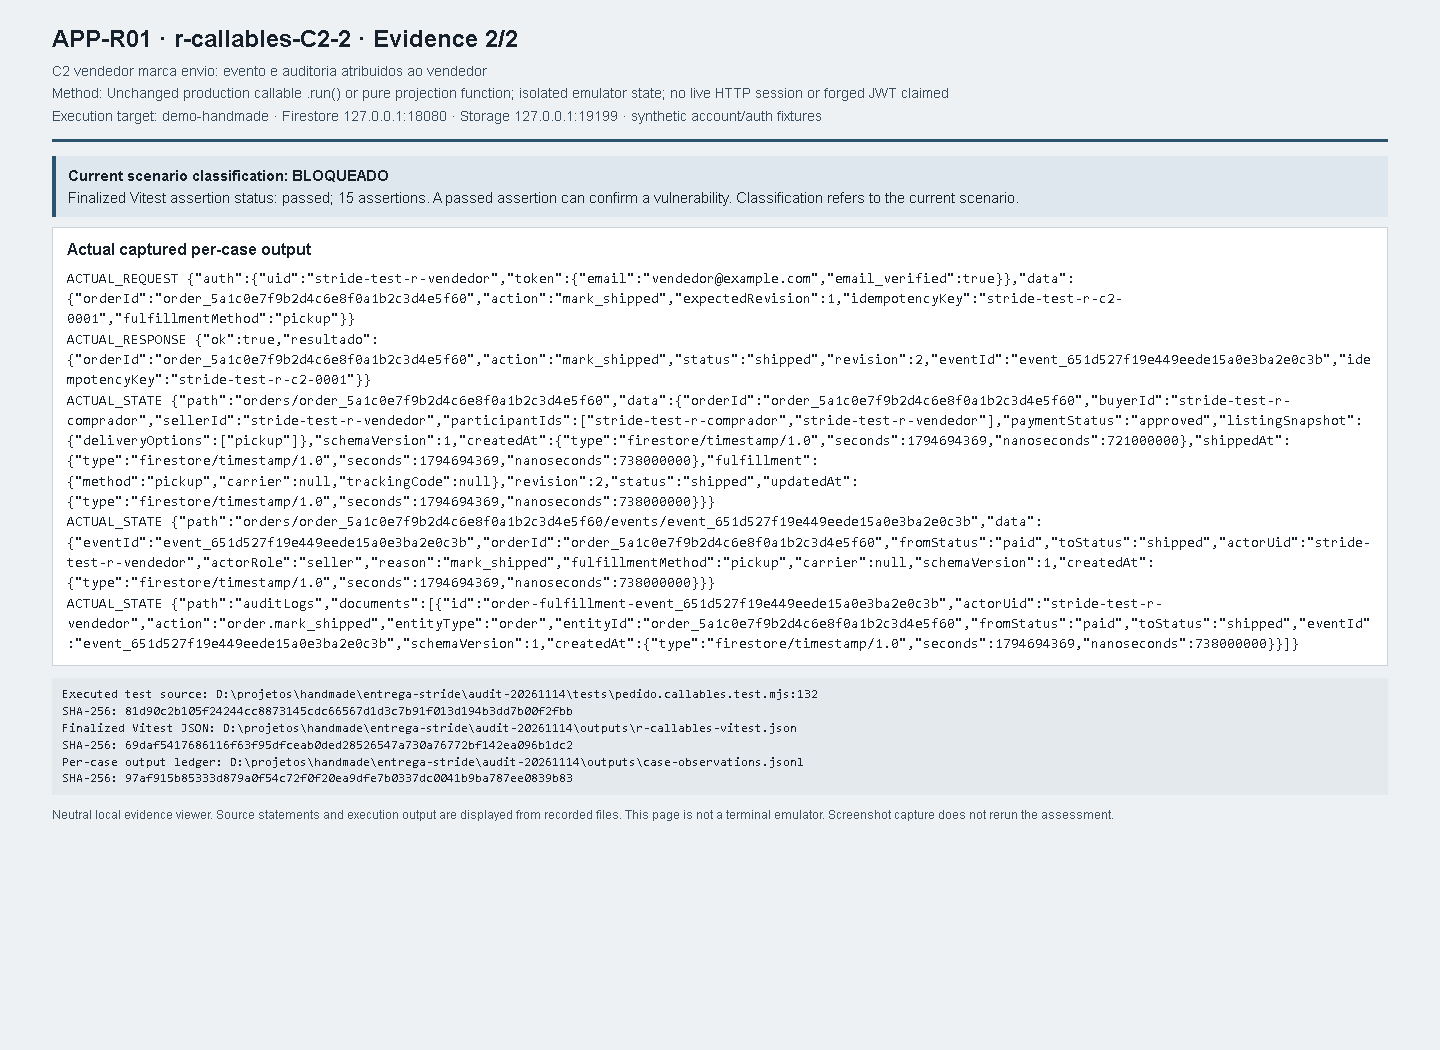 APP-R01 · r-callables-C2-2 · Evidence 2/2
C2 vendedor marca envio: evento e auditoria atribuidos ao vendedor
Method: Unchanged production callable .run() or pure projection function; isolated emulator state; no live HTTP session or forged JWT claimed
Execution target: demo-handmade · Firestore 127.0.0.1:18080 · Storage 127.0.0.1:19199 · synthetic account/auth fixtures
Current scenario classification: BLOQUEADO
Finalized Vitest assertion status: passed; 15 assertions. A passed assertion can confirm a vulnerability. Classification refers to the current scenario.
Actual captured per-case output
ACTUAL_REQUEST {"auth":{"uid":"stride-test-r-vendedor","token":{"email":"vendedor@example.com","email_verified":true}},"data":
{"orderId":"order_5a1c0e7f9b2d4c6e8f0a1b2c3d4e5f60","action":"mark_shipped","expectedRevision":1,"idempotencyKey":"stride-test-r-c2-
0001","fulfillmentMethod":"pickup"}}
ACTUAL_RESPONSE {"ok":true,"resultado":
{"orderId":"order_5a1c0e7f9b2d4c6e8f0a1b2c3d4e5f60","action":"mark_shipped","status":"shipped","revision":2,"eventId":"event_651d527f19e449eede15a0e3ba2e0c3b","ide
mpotencyKey":"stride-test-r-c2-0001"}}
ACTUAL_STATE {"path":"orders/order_5a1c0e7f9b2d4c6e8f0a1b2c3d4e5f60","data":{"orderId":"order_5a1c0e7f9b2d4c6e8f0a1b2c3d4e5f60","buyerId":"stride-test-r-
comprador","sellerId":"stride-test-r-vendedor","participantIds":["stride-test-r-comprador","stride-test-r-vendedor"],"paymentStatus":"approved","listingSnapshot":
{"deliveryOptions":["pickup"]},"schemaVersion":1,"createdAt":{"type":"firestore/timestamp/1.0","seconds":1794694369,"nanoseconds":721000000},"shippedAt":
{"type":"firestore/timestamp/1.0","seconds":1794694369,"nanoseconds":738000000},"fulfillment":
{"method":"pickup","carrier":null,"trackingCode":null},"revision":2,"status":"shipped","updatedAt":
{"type":"firestore/timestamp/1.0","seconds":1794694369,"nanoseconds":738000000}}}
ACTUAL_STATE {"path":"orders/order_5a1c0e7f9b2d4c6e8f0a1b2c3d4e5f60/events/event_651d527f19e449eede15a0e3ba2e0c3b","data":
{"eventId":"event_651d527f19e449eede15a0e3ba2e0c3b","orderId":"order_5a1c0e7f9b2d4c6e8f0a1b2c3d4e5f60","fromStatus":"paid","toStatus":"shipped","actorUid":"stride-
test-r-vendedor","actorRole":"seller","reason":"mark_shipped","fulfillmentMethod":"pickup","carrier":null,"schemaVersion":1,"createdAt":
{"type":"firestore/timestamp/1.0","seconds":1794694369,"nanoseconds":738000000}}}
ACTUAL_STATE {"path":"auditLogs","documents":[{"id":"order-fulfillment-event_651d527f19e449eede15a0e3ba2e0c3b","actorUid":"stride-test-r-
vendedor","action":"order.mark_shipped","entityType":"order","entityId":"order_5a1c0e7f9b2d4c6e8f0a1b2c3d4e5f60","fromStatus":"paid","toStatus":"shipped","eventId"
:"event_651d527f19e449eede15a0e3ba2e0c3b","schemaVersion":1,"createdAt":{"type":"firestore/timestamp/1.0","seconds":1794694369,"nanoseconds":738000000}}]}
Executed test source: D:\projetos\handmade\entrega-stride\audit-20261114\tests\pedido.callables.test.mjs:132
SHA-256: 81d90c2b105f24244cc8873145cdc66567d1d3c7b91f013d194b3dd7b00f2fbb
Finalized Vitest JSON: D:\projetos\handmade\entrega-stride\audit-20261114\outputs\r-callables-vitest.json
SHA-256: 69daf5417686116f63f95dfceab0ded28526547a730a76772bf142ea096b1dc2
Per-case output ledger: D:\projetos\handmade\entrega-stride\audit-20261114\outputs\case-observations.jsonl
SHA-256: 97af915b85333d879a0f54c72f0f20ea9dfe7b0337dc0041b9ba787ee0839b83
Neutral local evidence viewer. Source statements and execution output are displayed from recorded files. This page is not a terminal emulator. Screenshot capture does not rerun the assessment.